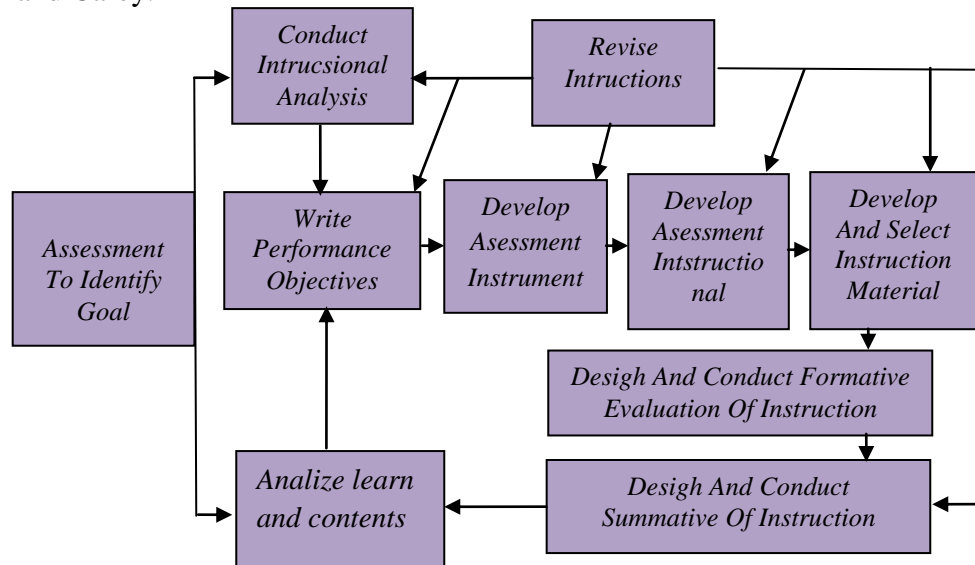 Conduct
Intrucsional
Analysis
Revise
Intructions
Assessment
To Identify
Goal
Write
Performance
Objectives
Develop
Asessment
Instrument
Develop
Asessment
Intstructio
nal
Develop
And Select
Instruction
Material
Desigh And Conduct Formative
Evaluation Of Instruction
Analize learn
and contents
Desigh And Conduct
Summative Of Instruction